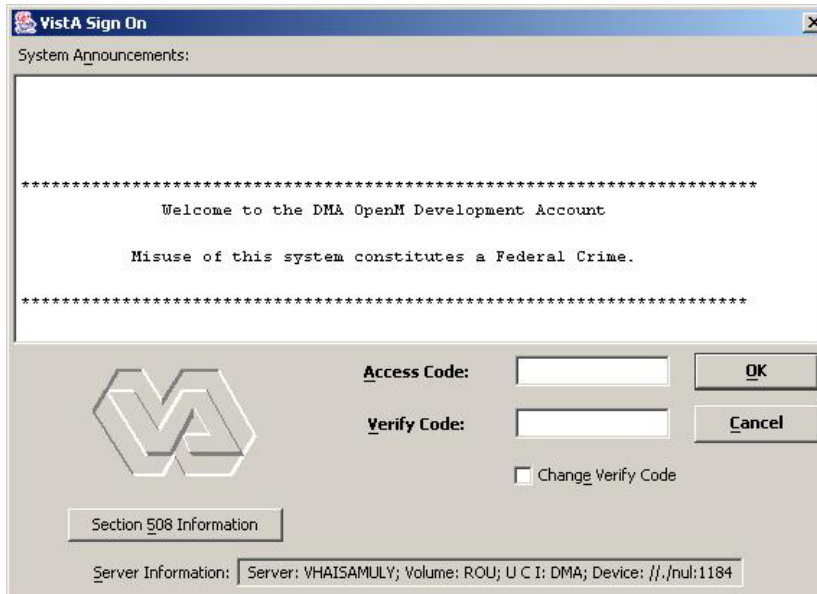 VistA Sign On
System Announcements:
*************************************************************************
Welcome to the DMA OpenM Development Account
Misuse of this system constitutes a Federal Crime.
************************************************************************
Access Code:
OK
Verify Code:
Cancel
Change Verify Code
Section 508 Information
Server Information: Server: VHAISAMULY; Volume: ROU; U C I: DMA; Device: //./nul:1184